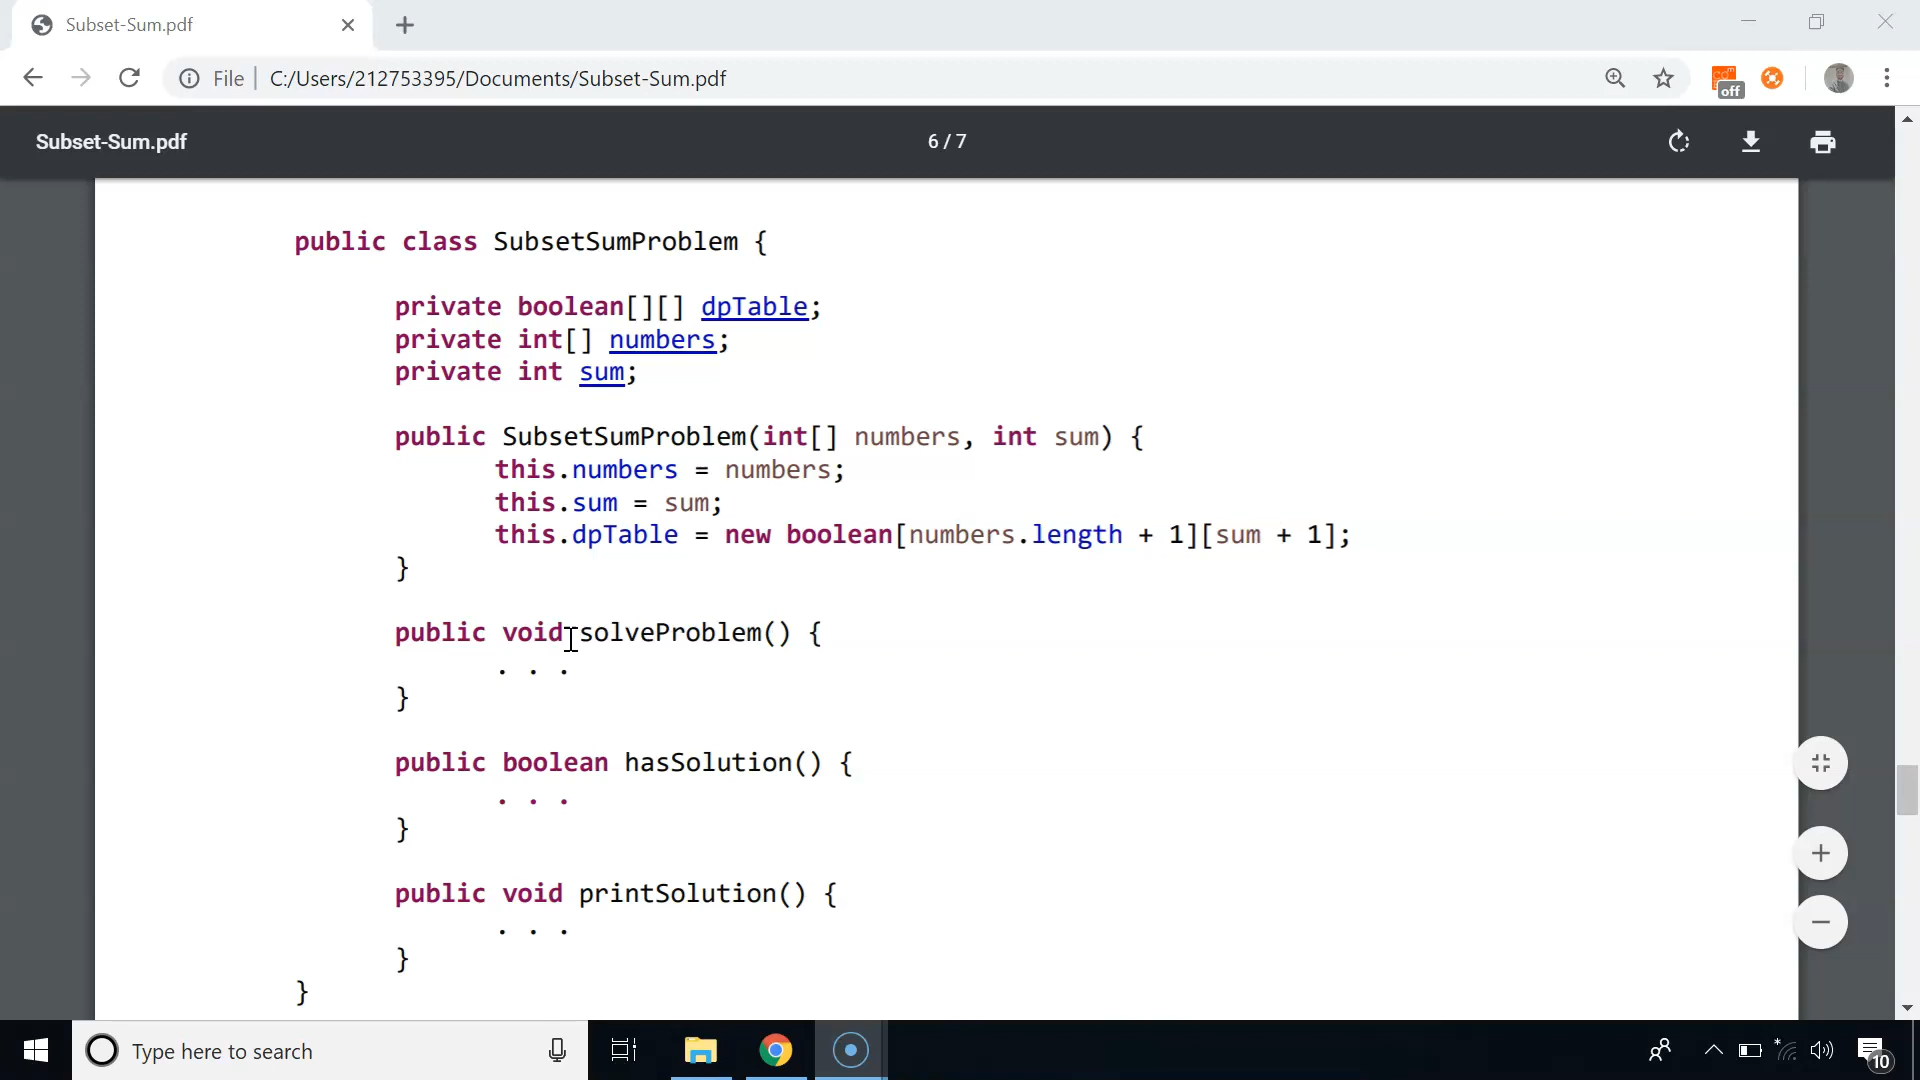 Subset-Sum.pdf
File C:/Users/212753395/Documents/Subset-Sum.pdf
off
Subset-Sum.pdf 6 / 7
public class SubsetSumProblem {
private boolean[][] dpTable;
private int[] numbers;
private int sum;
public SubsetSumProblem(int[] numbers, int sum) {
this.numbers = numbers;
this.sum = sum;
this.dpTable = new boolean[numbers.length + 1][sum + 1];
}
public void solveProblem() {
. . .
}
public boolean hasSolution() {
. . .
}
public void printSolution() {
. . .
}
}
Type here to search
10